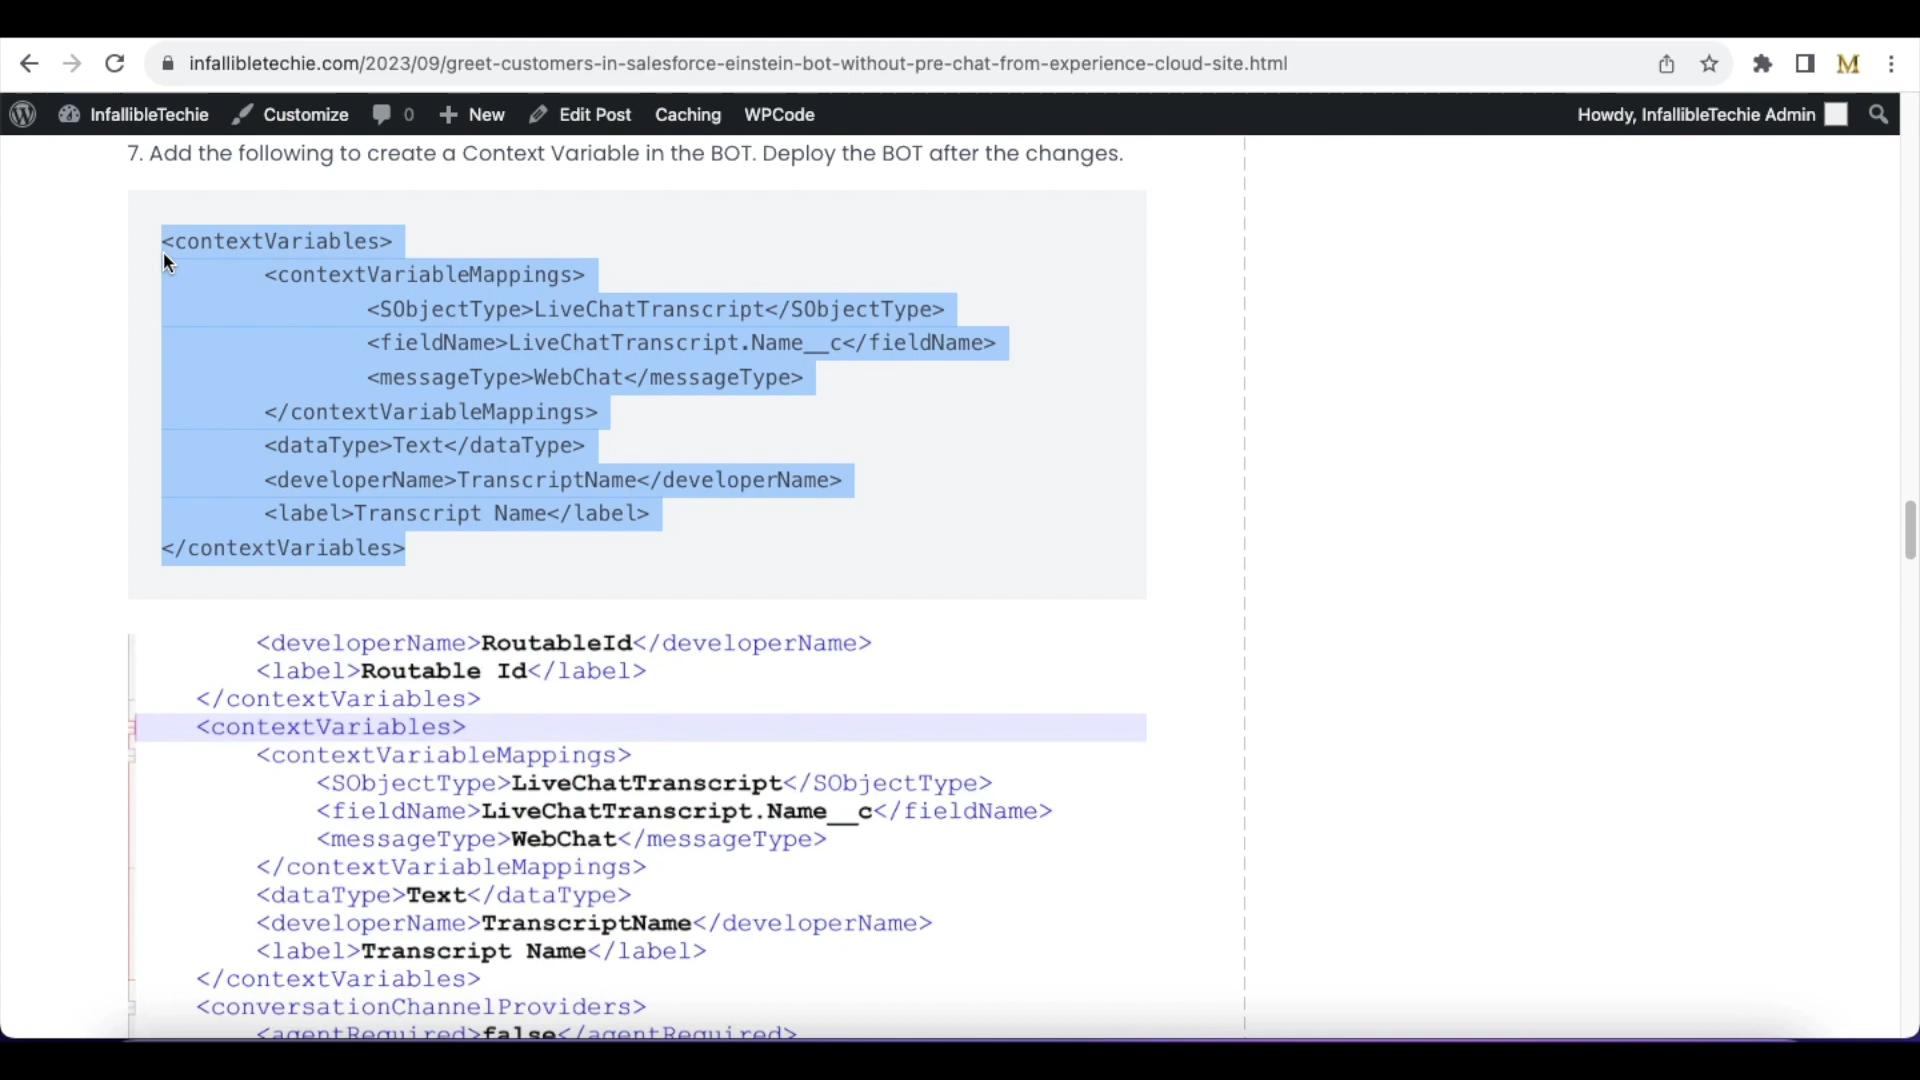 infallibletechie.com/2023/09/greet-customers-in-salesforce-einstein-bot-without-pre-chat-from-experience-cloud-site.html
InfallibleTechie Customize 0 New Edit Post Caching WPCode Howdy, InfallibleTechie Admin
7. Add the following to create a Context Variable in the BOT. Deploy the BOT after the changes.
<contextVariables>
<contextVariableMappings>
<SObjectType>LiveChatTranscript</SObjectType>
<fieldName>LiveChatTranscript.Name__c</fieldName>
<messageType>WebChat</messageType>
</contextVariableMappings>
<dataType>Text</dataType>
<developerName>TranscriptName</developerName>
<label>Transcript Name</label>
</contextVariables>
<developerName>RoutableId</developerName>
<label>Routable Id</label>
</contextVariables>
<contextVariables>
<contextVariableMappings>
<SObjectType>LiveChatTranscript</SObjectType>
<fieldName>LiveChatTranscript.Name__c</fieldName>
<messageType>WebChat</messageType>
</contextVariableMappings>
<dataType>Text</dataType>
<developerName>TranscriptName</developerName>
<label>Transcript Name</label>
</contextVariables>
<conversationChannelProviders>
<agentRequired>false</agentRequired>